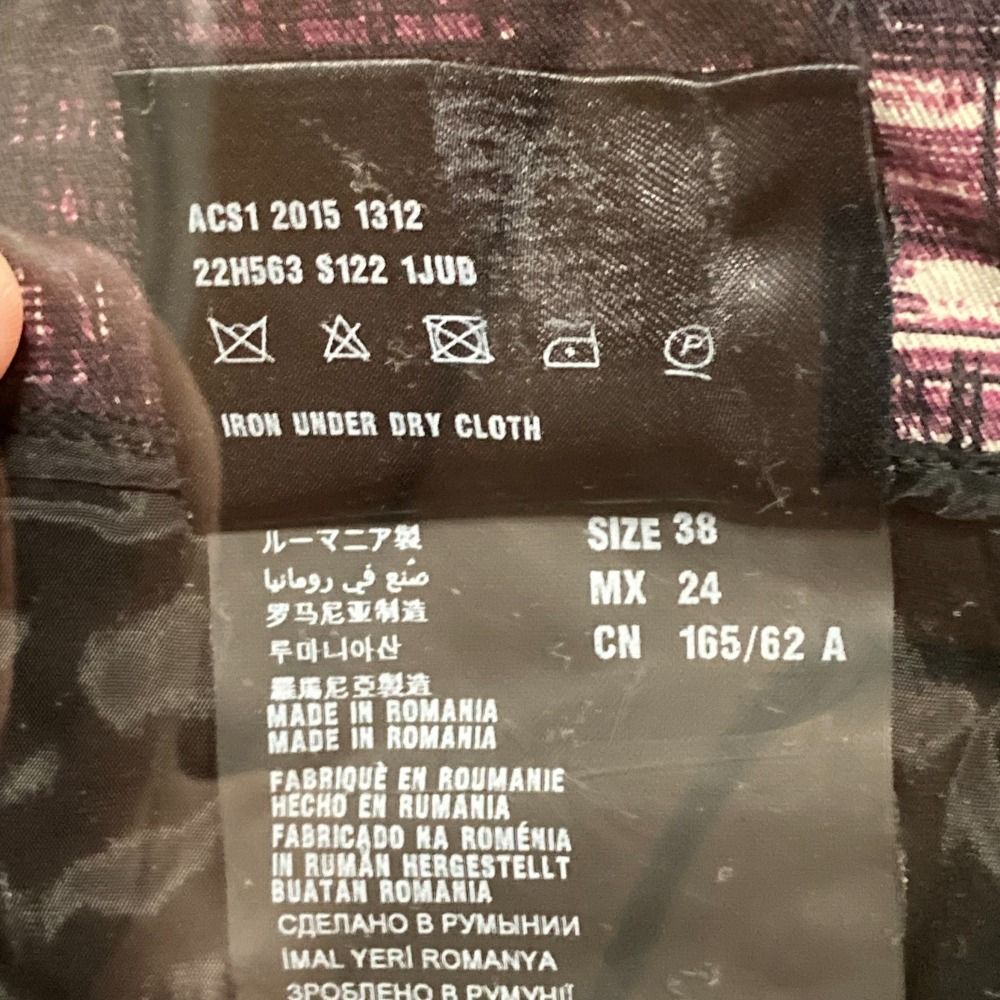 ACS1 2015 1312
22H563 S122 1JUB
P
IRON UNDER DRY CLOTH
ルーマニア製
صُنع في رومانيا
罗马尼亚制造
루마니아산
羅馬尼亞製造
MADE IN ROMANIA
MADE IN ROMANIA
FABRIQUÈ EN ROUMANIE
HECHO EN RUMANIA
FABRICADO NA ROMÉNIA
IN RUMÄN HERGESTELLT
BUATAN ROMANIA
СДЕЛАНО В РУМЫНИИ
İMAL YERİ ROMANYA
ЗРОБЛЕНО В РУМУНІЇ
SIZE 38
MX 24
CN 165/62 A